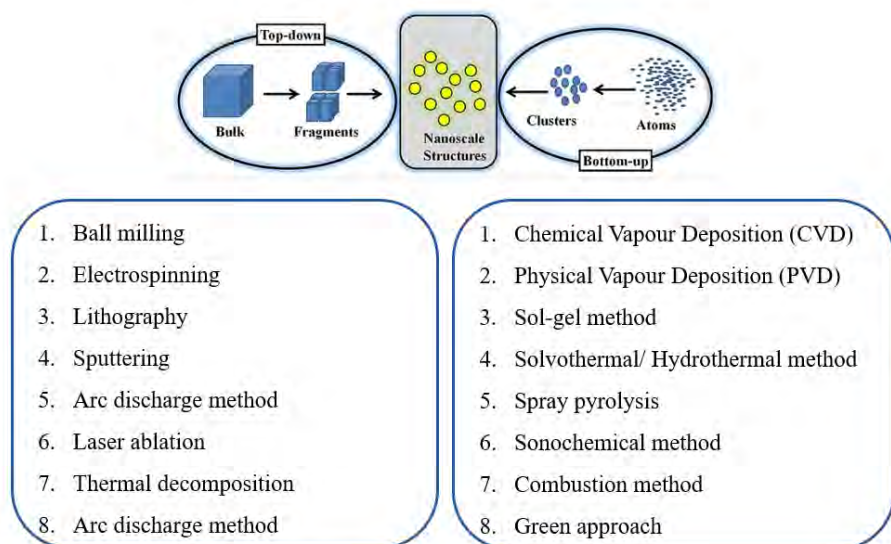 Top-down
Bulk
Fragments
Nanoscale
Structures
Clusters
Atoms
Bottom-up
1. Ball milling
2. Electrospinning
3. Lithography
4. Sputtering
5. Arc discharge method
6. Laser ablation
7. Thermal decomposition
8. Arc discharge method
1. Chemical Vapour Deposition (CVD)
2. Physical Vapour Deposition (PVD)
3. Sol-gel method
4. Solvothermal/ Hydrothermal method
5. Spray pyrolysis
6. Sonochemical method
7. Combustion method
8. Green approach